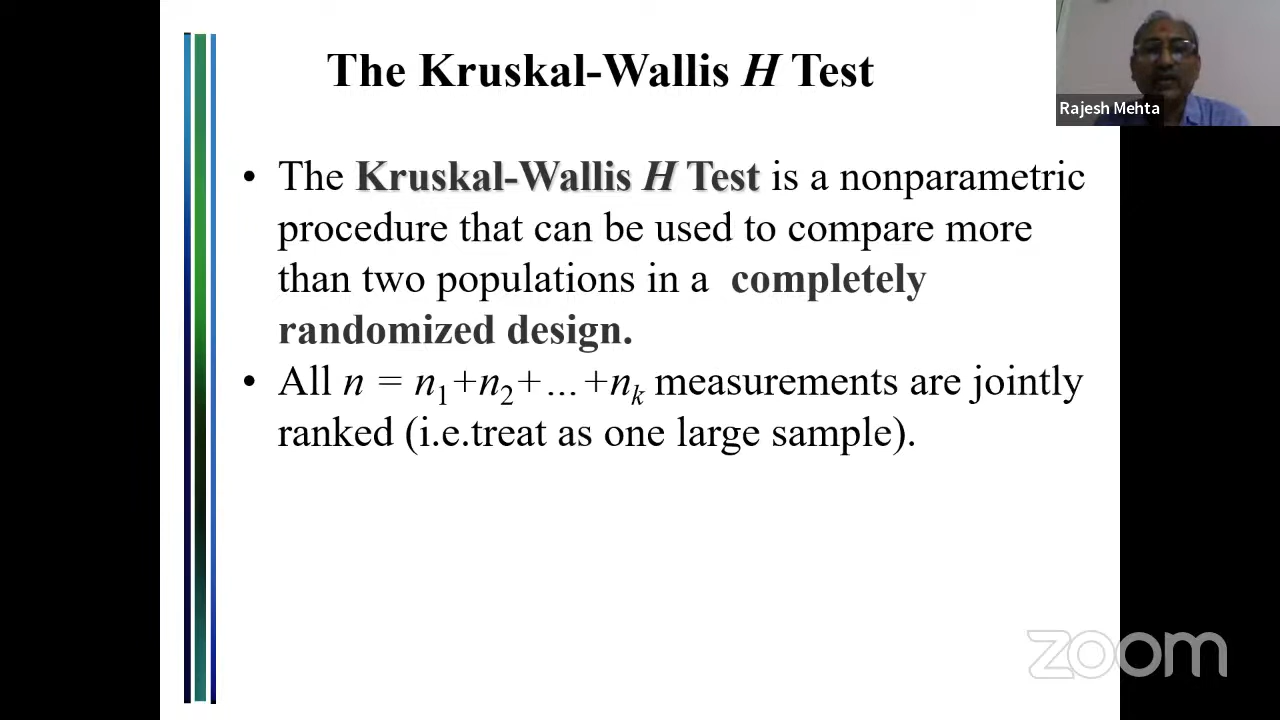 The Kruskal-Wallis H Test
Rajesh Mehta
• The Kruskal-Wallis H Test is a nonparametric
procedure that can be used to compare more
than two populations in a completely
randomized design.
• All n = n₁+n₂+…+nₖ measurements are jointly
ranked (i.e.treat as one large sample).
zoom